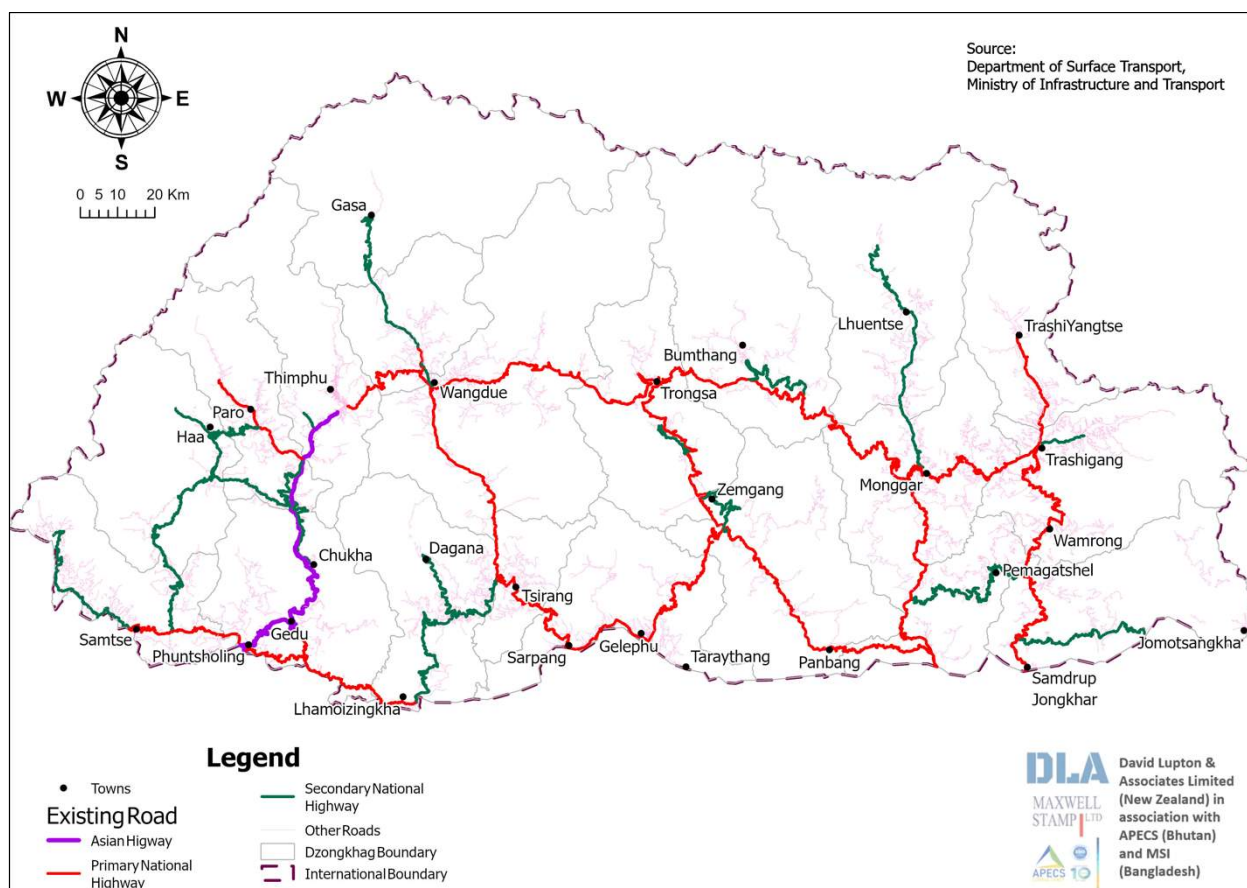 N
W
E
S
0 5 10 20 Km
Source:
Department of Surface Transport,
Ministry of Infrastructure and Transport
Gasa
Lhuentse
TrashiYangtse
Bumthang
Thimphu
Wangdue
Trongsa
Paro
Haa
Trashigang
Monggar
Zemgang
Wamrong
Dagana
Chukha
Pemagatshel
Tsirang
Gedu
Samtse
Phuntsholing
Sarpang
Gelephu
Taraythang
Panbang
Jomotsangkha
Samdrup
Jongkhar
Lhamoizingkha
Legend
Towns
Existing Road
Asian Higway
Primary National
Highway
Secondary National
Highway
Other Roads
Dzongkhag Boundary
International Boundary
DLA
MAXWELL
STAMP LTD
APECS
10
David Lupton &
Associates Limited
(New Zealand) in
association with
APECS (Bhutan)
and MSI
(Bangladesh)